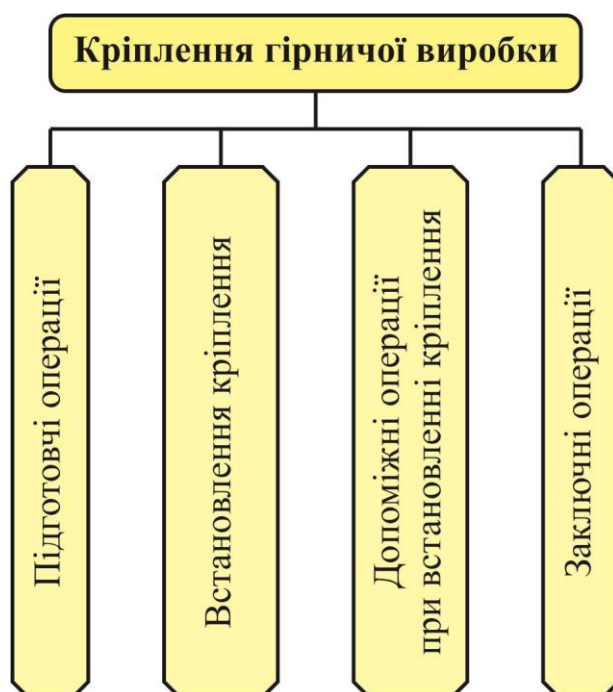 Кріплення гірничої виробки
Підготовчі операції
Встановлення кріплення
Допоміжні операції
при встановленні кріплення
Заключні операції